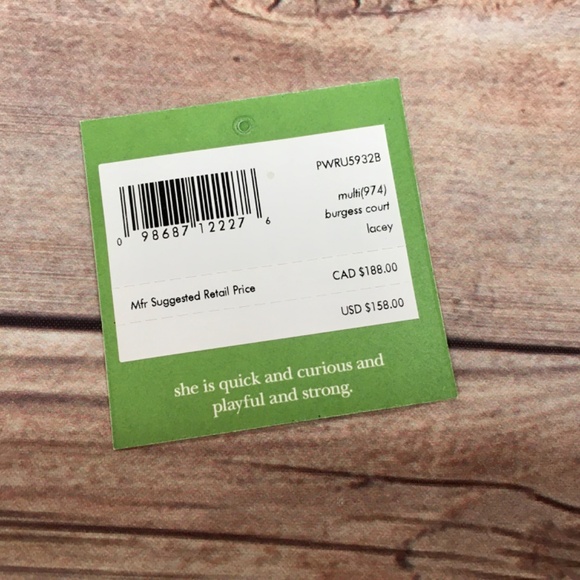 PWRU5932B
multi(974)
burgess court
lacey
0 98687 12227 6
Mfr Suggested Retail Price
CAD $188.00
USD $158.00
she is quick and curious and
playful and strong.